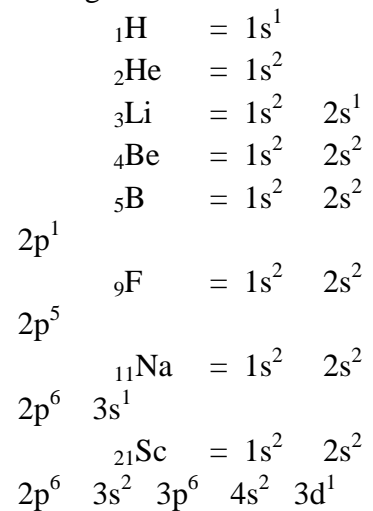 ₁H = 1s¹
₂He = 1s²
₃Li = 1s² 2s¹
₄Be = 1s² 2s²
₅B = 1s² 2s²
2p¹
₉F = 1s² 2s²
2p⁵
₁₁Na = 1s² 2s²
2p⁶ 3s¹
₂₁Sc = 1s² 2s²
2p⁶ 3s² 3p⁶ 4s² 3d¹